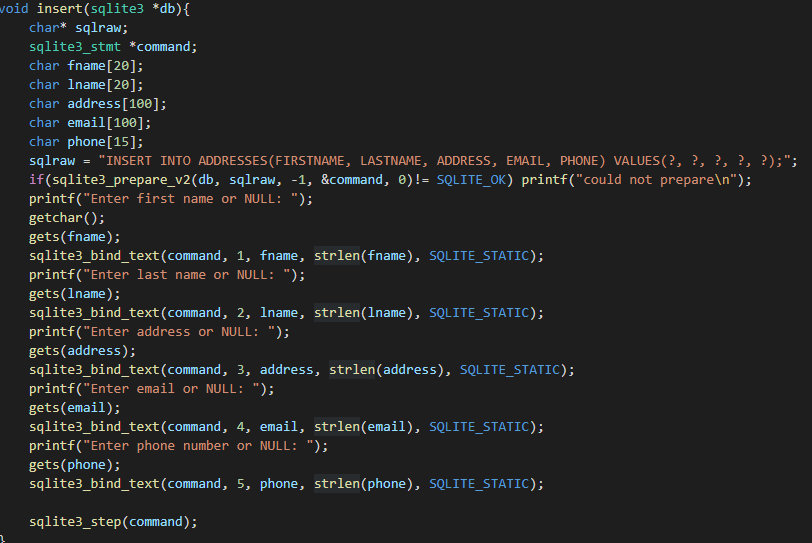 void insert(sqlite3 *db){
    char* sqlraw;
    sqlite3_stmt *command;
    char fname[20];
    char lname[20];
    char address[100];
    char email[100];
    char phone[15];
    sqlraw = "INSERT INTO ADDRESSES(FIRSTNAME, LASTNAME, ADDRESS, EMAIL, PHONE) VALUES(?, ?, ?, ?, ?);";
    if(sqlite3_prepare_v2(db, sqlraw, -1, &command, 0)!= SQLITE_OK) printf("could not prepare\n");
    printf("Enter first name or NULL: ");
    getchar();
    gets(fname);
    sqlite3_bind_text(command, 1, fname, strlen(fname), SQLITE_STATIC);
    printf("Enter last name or NULL: ");
    gets(lname);
    sqlite3_bind_text(command, 2, lname, strlen(lname), SQLITE_STATIC);
    printf("Enter address or NULL: ");
    gets(address);
    sqlite3_bind_text(command, 3, address, strlen(address), SQLITE_STATIC);
    printf("Enter email or NULL: ");
    gets(email);
    sqlite3_bind_text(command, 4, email, strlen(email), SQLITE_STATIC);
    printf("Enter phone number or NULL: ");
    gets(phone);
    sqlite3_bind_text(command, 5, phone, strlen(phone), SQLITE_STATIC);

    sqlite3_step(command);
}